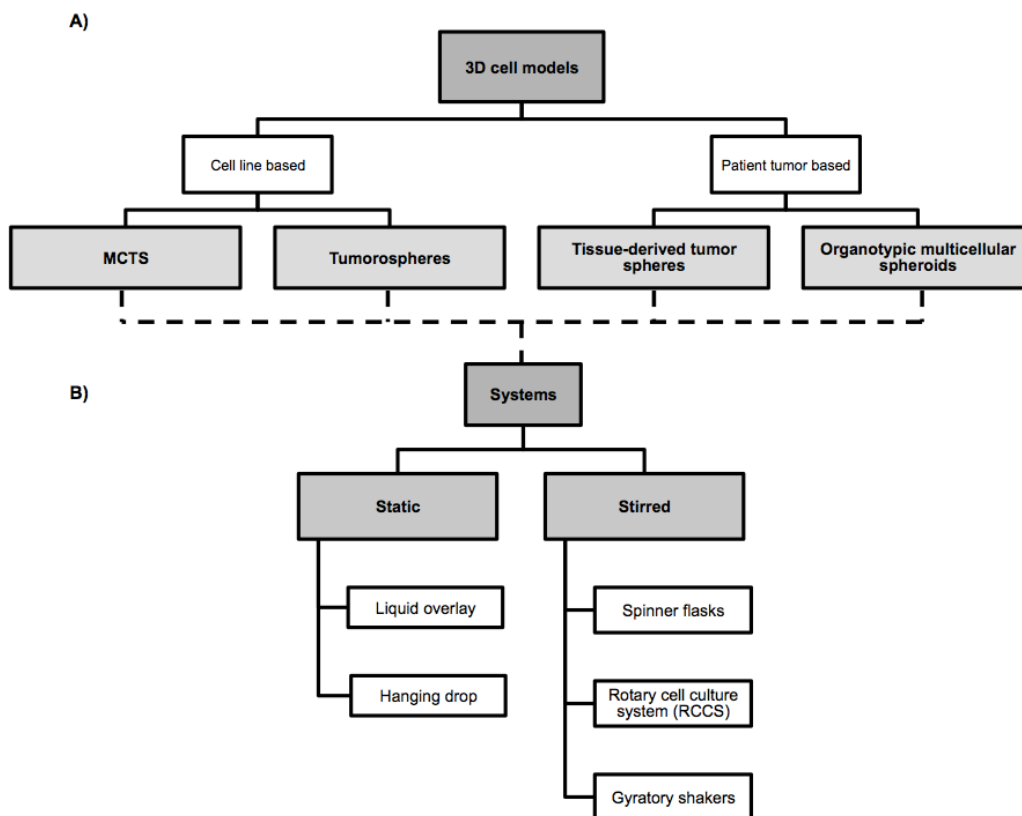 A)
3D cell models
Cell line based
Patient tumor based
MCTS
Tumorospheres
Tissue-derived tumor
spheres
Organotypic multicellular
spheroids
B)
Systems
Static
Stirred
Liquid overlay
Spinner flasks
Hanging drop
Rotary cell culture
system (RCCS)
Gyratory shakers